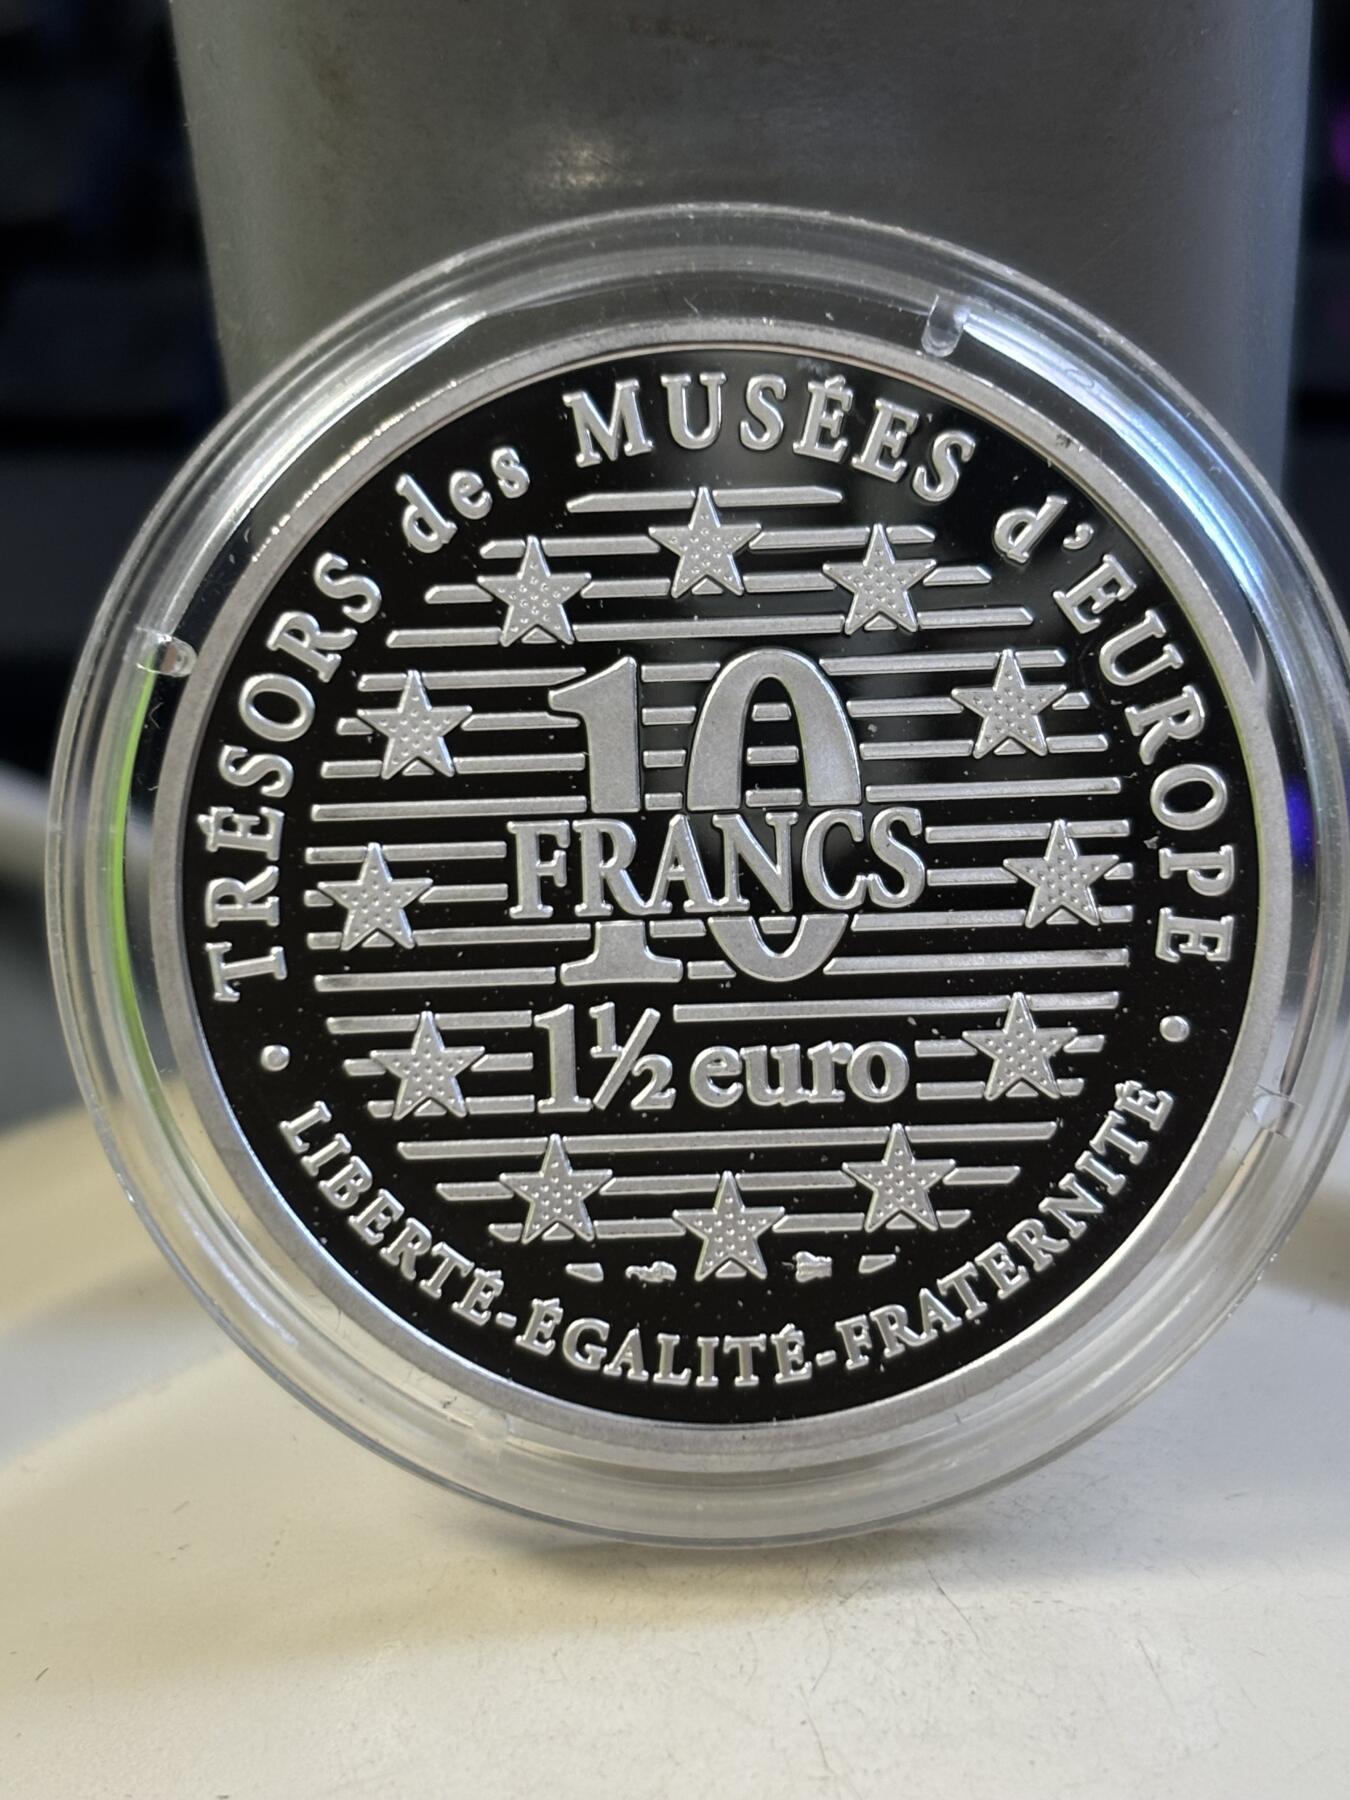 TRÉSORS des MUSÉES d'EUROPE
10
FRANCS
1½ euro
LIBERTÉ-ÉGALITÉ-FRATERNITÉ